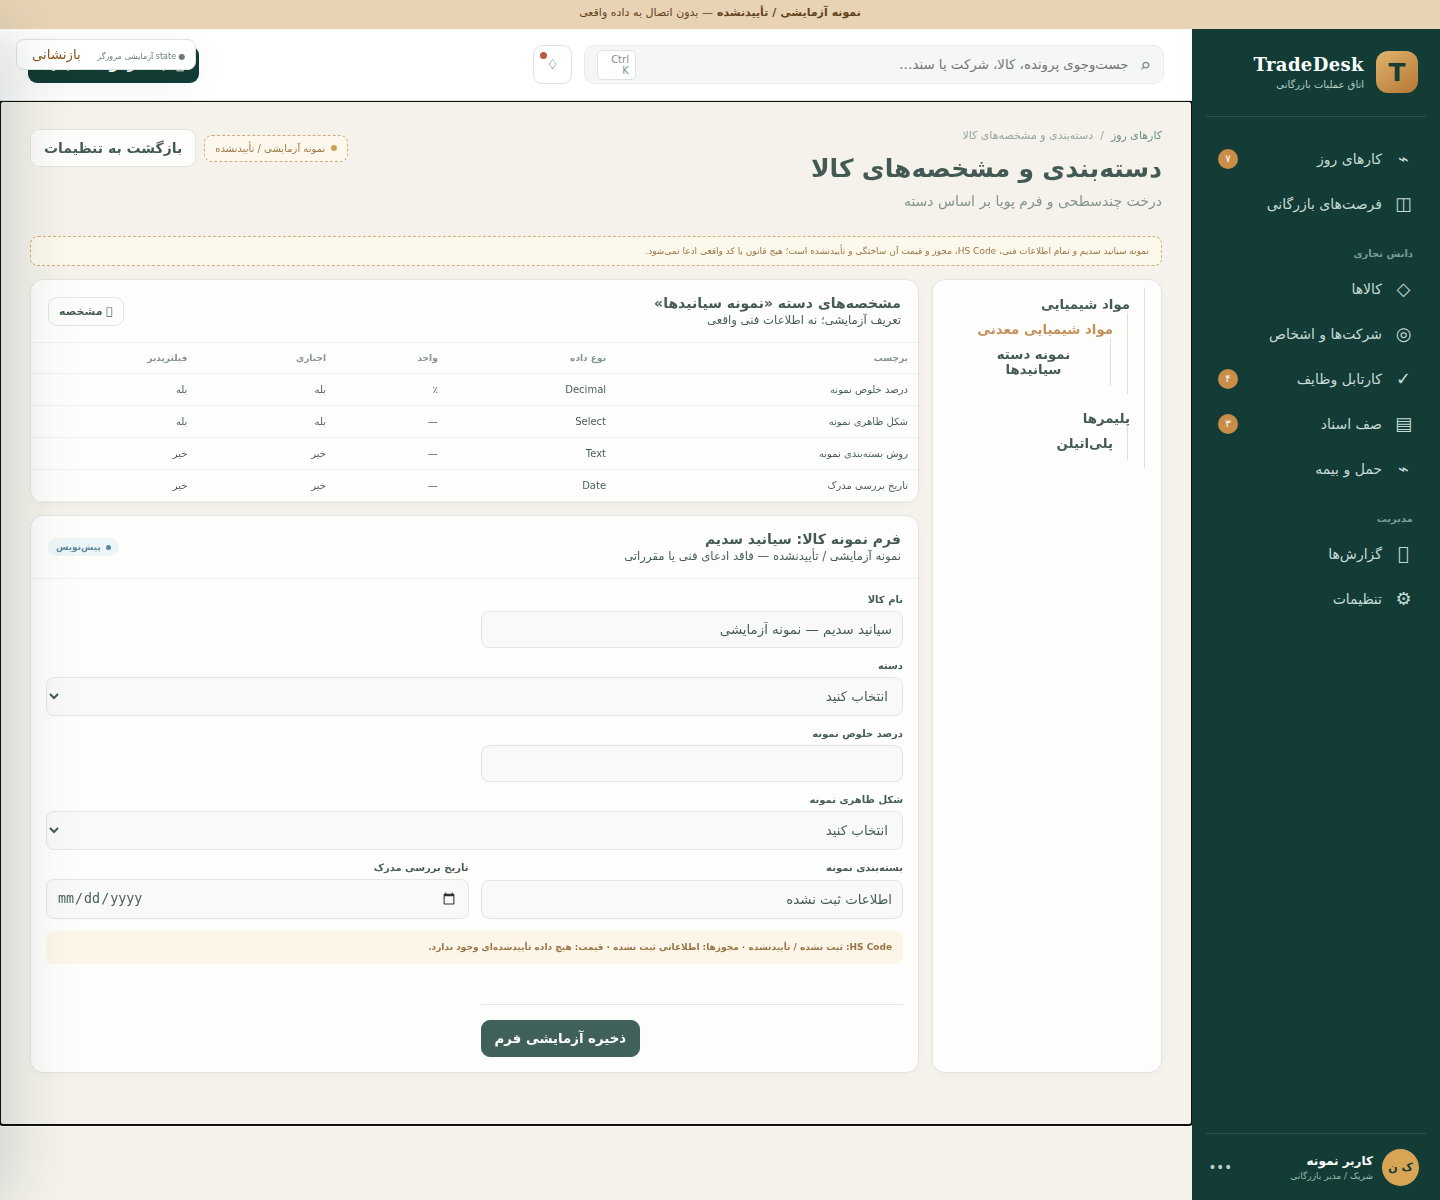 نمونه آزمایشی / تأییدنشده — بدون اتصال به داده واقعی
T
TradeDesk
اتاق عملیات بازرگانی
کارهای روز
۷
فرصت‌های بازرگانی
دانش تجاری
کالاها
شرکت‌ها و اشخاص
کارتابل وظایف
۴
صف اسناد
۳
حمل و بیمه
مدیریت
گزارش‌ها
تنظیمات
ک ن
کاربر نمونه
شریک / مدیر بازرگانی
جست‌وجوی پرونده، کالا، شرکت یا سند...
Ctrl K
state آزمایشی مرورگر
بازنشانی
کارهای روز / دسته‌بندی و مشخصه‌های کالا
دسته‌بندی و مشخصه‌های کالا
درخت چندسطحی و فرم پویا بر اساس دسته
نمونه آزمایشی / تأییدنشده
بازگشت به تنظیمات
نمونه سیانید سدیم و تمام اطلاعات فنی، HS Code، مجوز و قیمت آن ساختگی و تأییدنشده است؛ هیچ قانون یا کد واقعی ادعا نمی‌شود.
مواد شیمیایی
مواد شیمیایی معدنی
نمونه دسته
سیانیدها
پلیمرها
پلی‌اتیلن
مشخصه‌های دسته «نمونه سیانیدها»
تعریف آزمایشی؛ نه اطلاعات فنی واقعی
مشخصه
برچسب نوع داده واحد اجباری فیلترپذیر
درصد خلوص نمونه Decimal ٪ بله بله
شکل ظاهری نمونه Select — بله بله
روش بسته‌بندی نمونه Text — خیر خیر
تاریخ بررسی مدرک Date — خیر خیر
فرم نمونه کالا: سیانید سدیم
نمونه آزمایشی / تأییدنشده — فاقد ادعای فنی یا مقرراتی
پیش‌نویس
نام کالا
سیانید سدیم — نمونه آزمایشی
دسته
انتخاب کنید
درصد خلوص نمونه
شکل ظاهری نمونه
انتخاب کنید
بسته‌بندی نمونه
اطلاعات ثبت نشده
تاریخ بررسی مدرک
mm/dd/yyyy
HS Code: ثبت نشده / تأییدنشده · مجوزها: اطلاعاتی ثبت نشده · قیمت: هیچ داده تأییدشده‌ای وجود ندارد.
ذخیره آزمایشی فرم